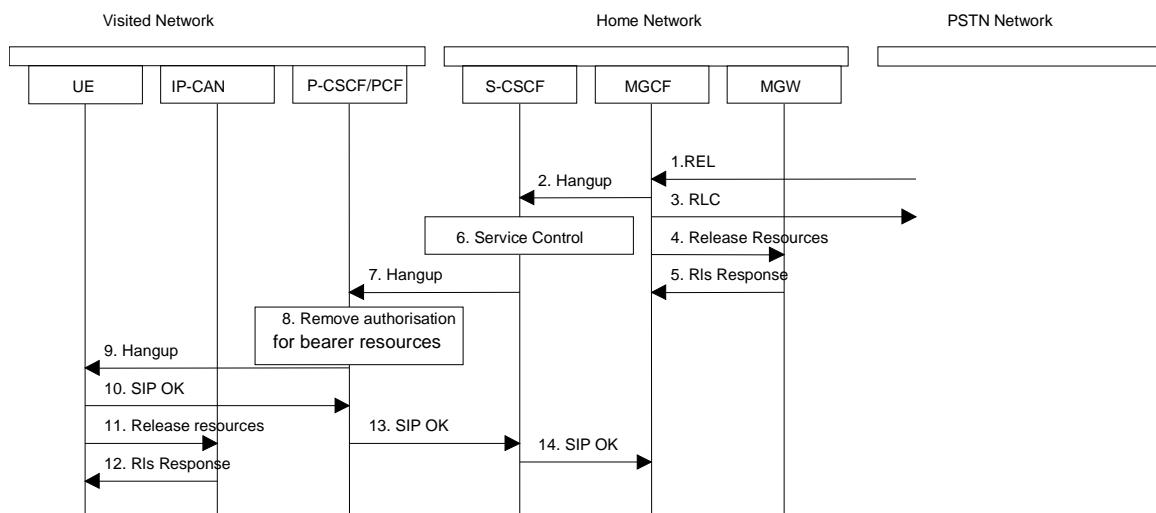 Visited Network
Home Network
PSTN Network
UE
IP-CAN
P-CSCF/PCF
S-CSCF
MGCF
MGW
1.REL
2. Hangup
3. RLC
6. Service Control
4. Release Resources
7. Hangup
5. Rls Response
8. Remove authorisation
for bearer resources
9. Hangup
10. SIP OK
11. Release resources
13. SIP OK
14. SIP OK
12. Rls Response